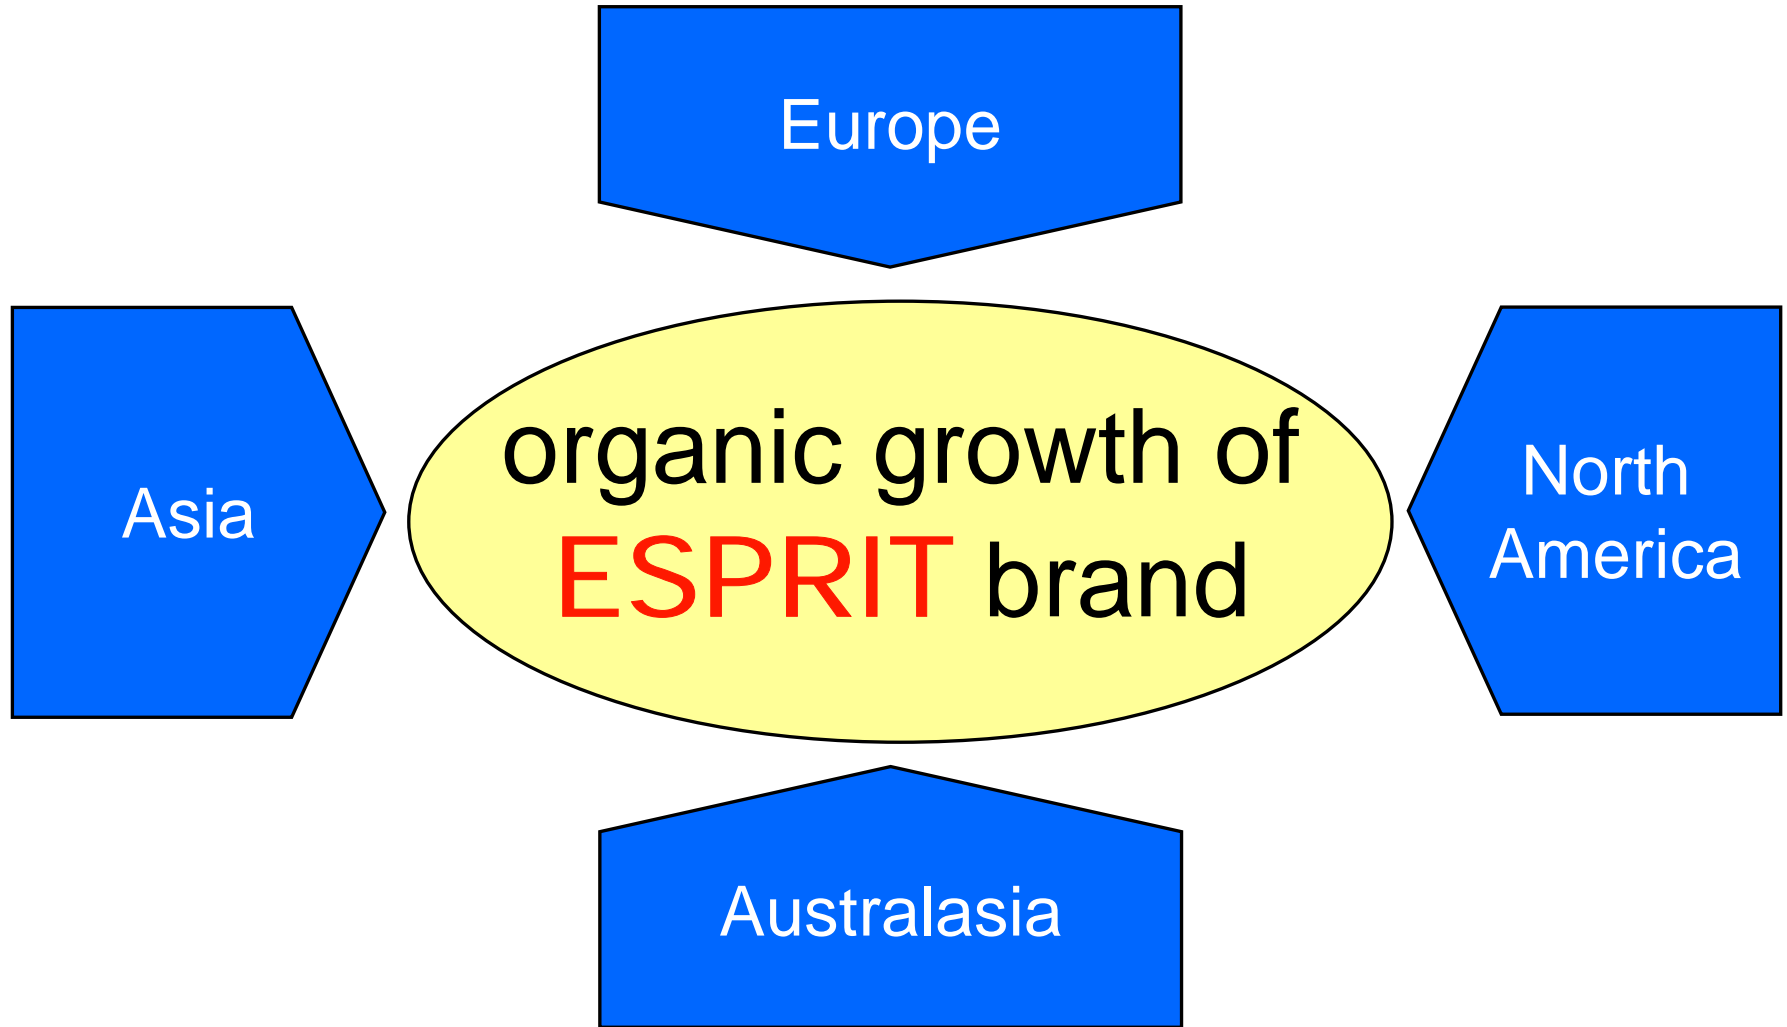 Europe
Asia
organic growth of
ESPRIT brand
North
America
Australasia